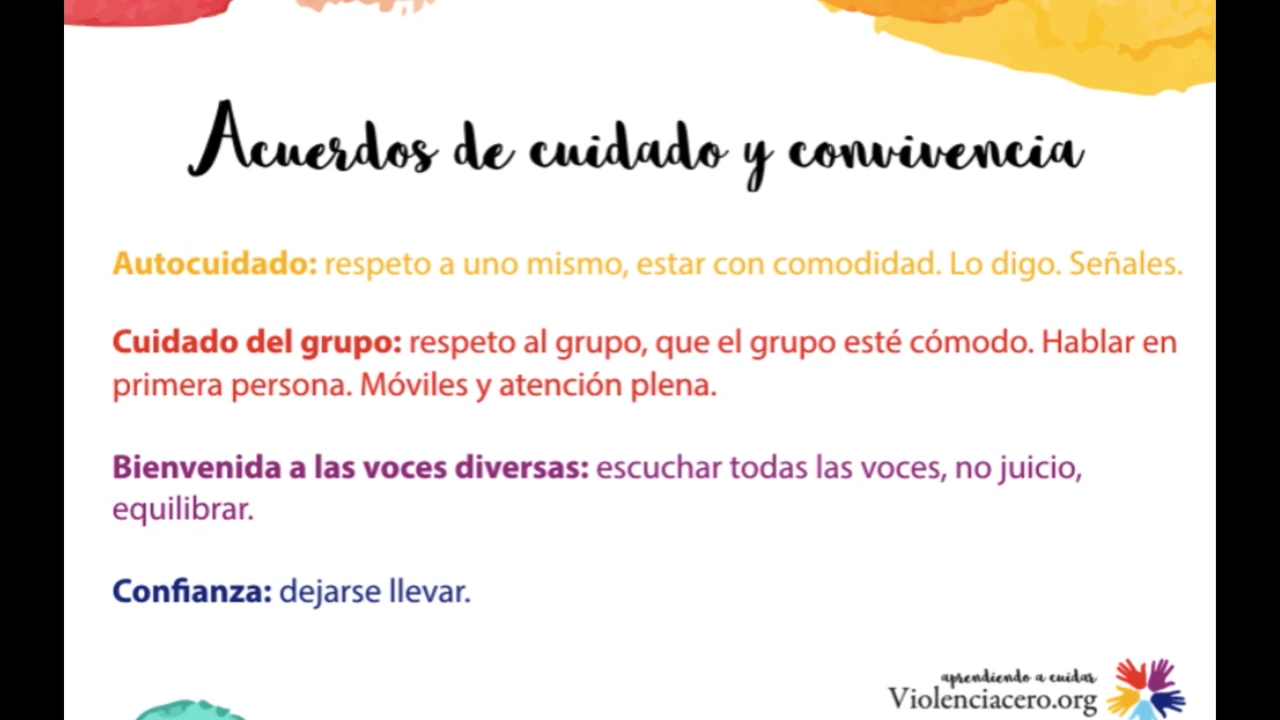 Acuerdos de cuidado y convivencia
Autocuidado: respeto a uno mismo, estar con comodidad. Lo digo. Señales.
Cuidado del grupo: respeto al grupo, que el grupo esté cómodo. Hablar en
primera persona. Móviles y atención plena.
Bienvenida a las voces diversas: escuchar todas las voces, no juicio,
equilibrar.
Confianza: dejarse llevar.
aprendiendo a cuidar
Violenciacero.org